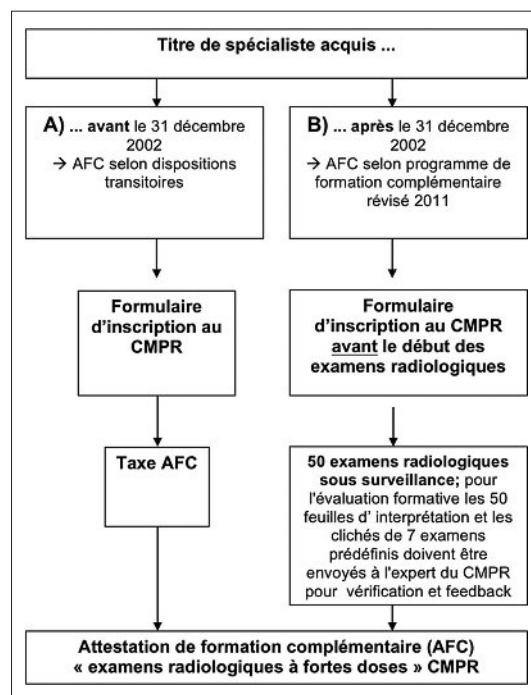 Titre de spécialiste acquis ...
A) ... avant le 31 décembre
2002
→ AFC selon dispositions
transitoires
B) ... après le 31 décembre
2002
→ AFC selon programme de
formation complémentaire
révisé 2011
Formulaire
d'inscription au
CMPR
Formulaire
d'inscription au CMPR
avant le début des
examens radiologiques
Taxe AFC
50 examens radiologiques
sous surveillance; pour
l'évaluation formative les 50
feuilles d' interprétation et les
clichés de 7 examens
prédéfinis doivent être
envoyés à l'expert du CMPR
pour vérification et feedback
Attestation de formation complémentaire (AFC)
« examens radiologiques à fortes doses » CMPR